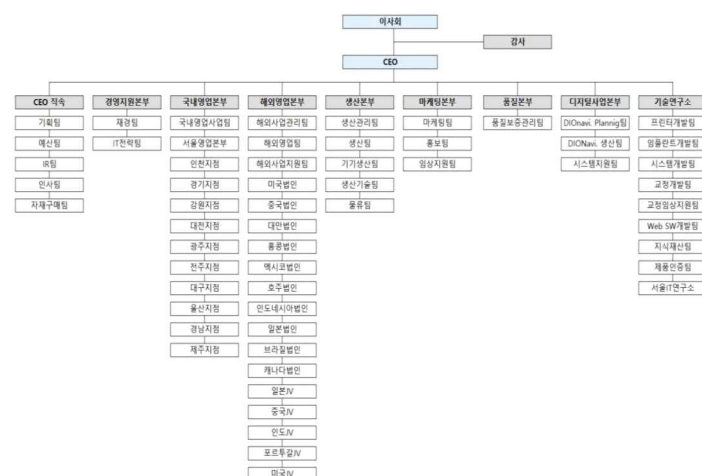 이사회
감사
CEO
CEO 직속
기획팀
예산팀
IR팀
인사팀
자재구매팀
경영지원본부
재경팀
IT전략팀
국내영업본부
국내영업사업팀
서울영업본부
인천지점
경기지점
강원지점
대전지점
광주지점
전주지점
대구지점
울산지점
경남지점
제주지점
해외영업본부
해외사업관리팀
해외영업팀
해외사업지원팀
미국법인
중국법인
대만법인
홍콩법인
멕시코법인
호주법인
인도네시아법인
일본법인
브라질법인
캐나다법인
일본JV
중국JV
인도JV
포르투갈JV
미국JV
생산본부
생산관리팀
생산팀
기기생산팀
생산기술팀
물류팀
마케팅본부
마케팅팀
홍보팀
임상지원팀
품질본부
품질보증관리팀
디지털사업본부
DIOnavi. Plannig팀
DIONavi. 생산팀
시스템지원팀
기술연구소
프린터개발팀
임플란트개발팀
시스템개발팀
교정개발팀
교정임상지원팀
Web SW개발팀
지식재산팀
제품인증팀
서울IT연구소